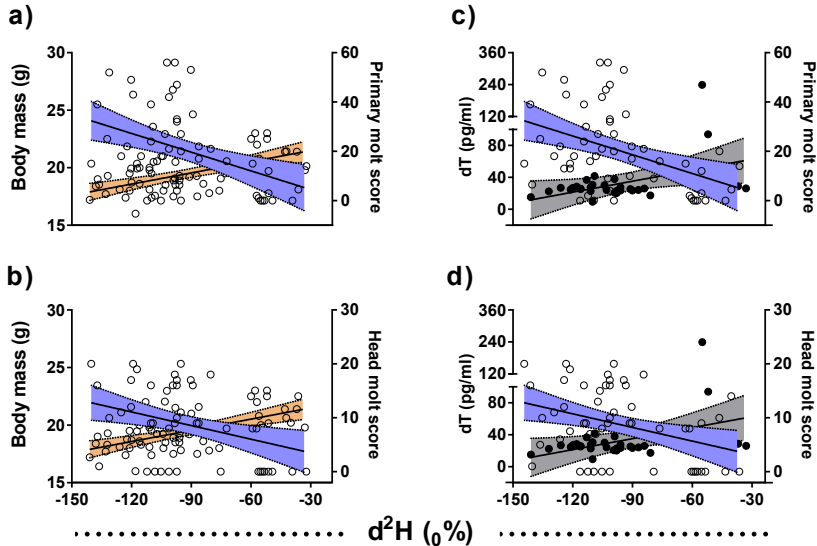 a)
30
25
20
15
Body mass (g)
60
40
20
0
Primary molt score
c)
360
240
120
80
40
0
dT (pg/ml)
60
40
20
0
Primary molt score
b)
30
25
20
15
Body mass (g)
30
20
10
0
Head molt score
-150 -120 -90 -60 -30
d)
360
240
120
80
40
0
dT (pg/ml)
30
20
10
0
Head molt score
-150 -120 -90 -60 -30
d²H (₀%)